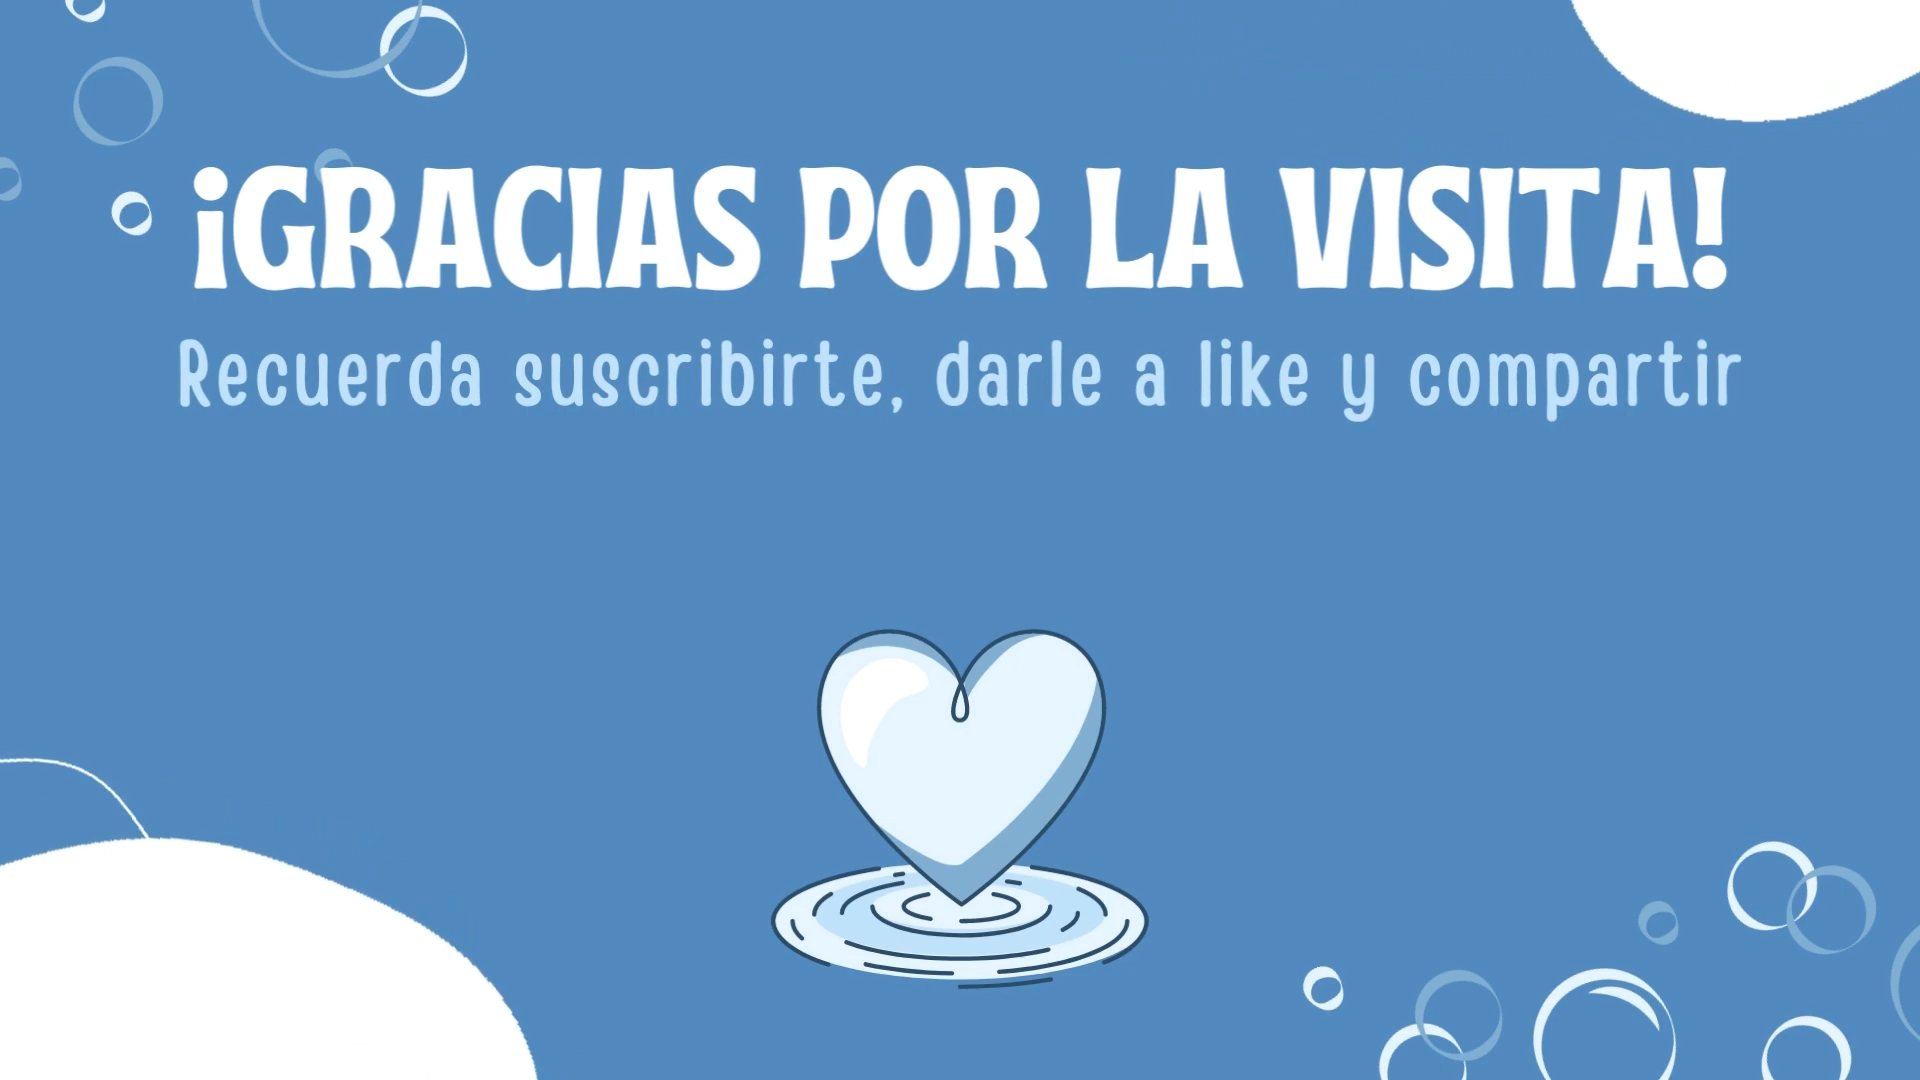 ¡GRACIAS POR LA VISITA!
Recuerda suscribirte, darle a like y compartir